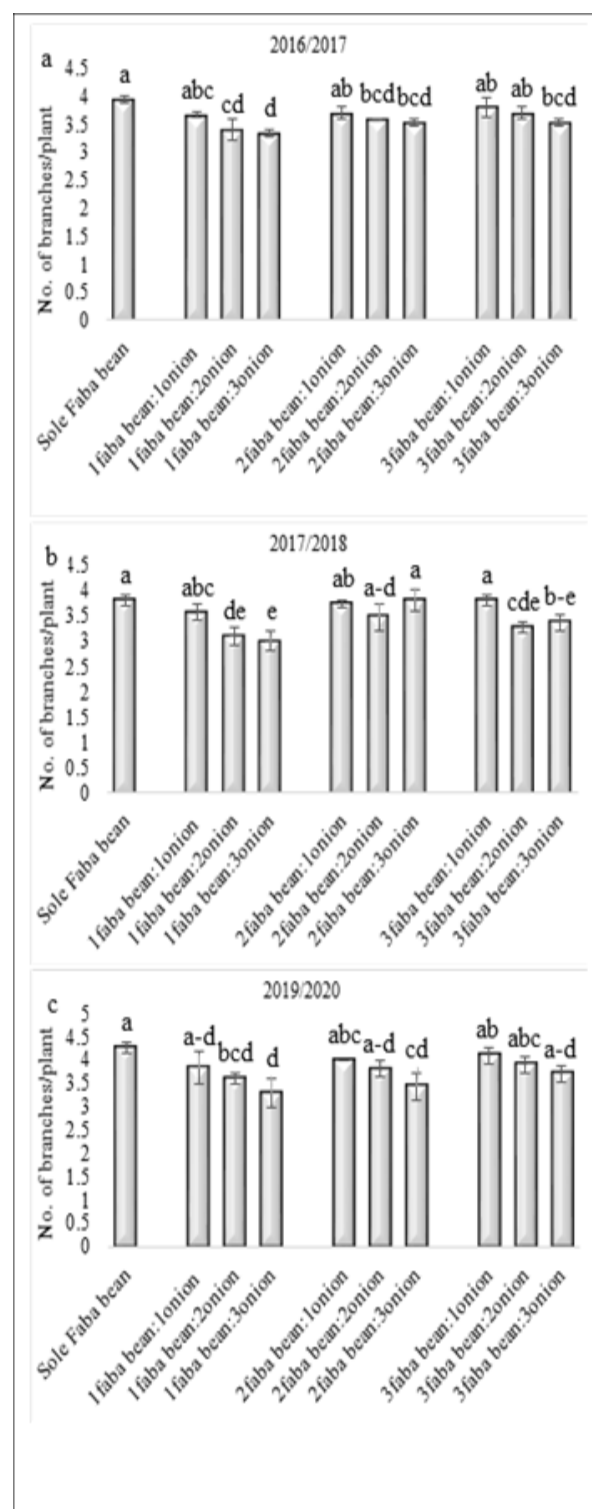 2016/2017
a
No. of branches/plant
4.5
4
3.5
3
2.5
2
1.5
1
0.5
0
a
abc
cd
d
ab
bcd
bcd
ab
ab
bcd
Sole Faba bean
1faba bean:1onion
1faba bean:2onion
1faba bean:3onion
2faba bean:1onion
2faba bean:2onion
2faba bean:3onion
3faba bean:1onion
3faba bean:2onion
3faba bean:3onion
2017/2018
b
No. of branches/plant
4.5
4
3.5
3
2.5
2
1.5
1
0.5
0
a
abc
de
e
ab
a-d
a
a
cde
b-e
Sole Faba bean
1faba bean:1onion
1faba bean:2onion
1faba bean:3onion
2faba bean:1onion
2faba bean:2onion
2faba bean:3onion
3faba bean:1onion
3faba bean:2onion
3faba bean:3onion
2019/2020
c
No. of branches/plant
5
4.5
4
3.5
3
2.5
2
1.5
1
0.5
0
a
a-d
bcd
d
abc
a-d
cd
ab
abc
a-d
Sole Faba bean
1faba bean:1onion
1faba bean:2onion
1faba bean:3onion
2faba bean:1onion
2faba bean:2onion
2faba bean:3onion
3faba bean:1onion
3faba bean:2onion
3faba bean:3onion